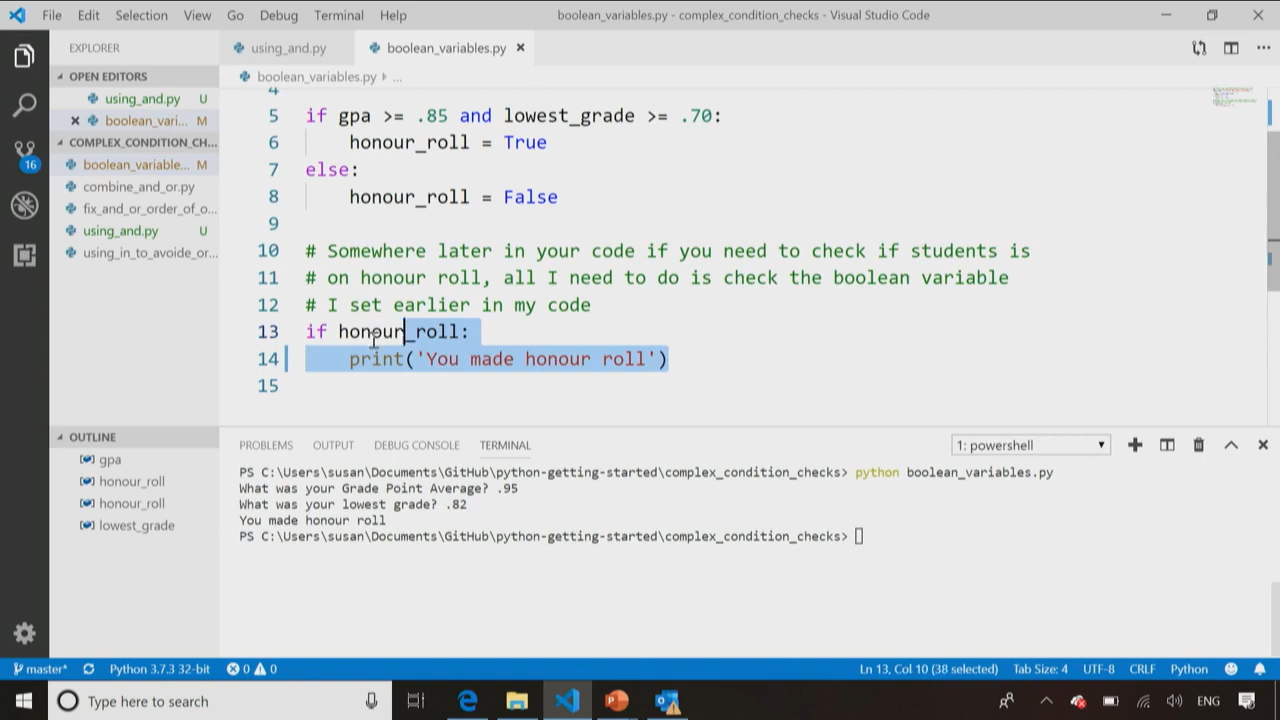 File Edit Selection View Go Debug Terminal Help boolean_variables.py - complex_condition_checks - Visual Studio Code
EXPLORER
OPEN EDITORS
using_and.py U
boolean_vari... M
COMPLEX_CONDITION_CH...
boolean_variable... M
combine_and_or.py
fix_and_or_order_of_o...
using_and.py U
using_in_to_avoide_or...
OUTLINE
gpa
honour_roll
honour_roll
lowest_grade
16
using_and.py boolean_variables.py
boolean_variables.py ...
4
5 if gpa >= .85 and lowest_grade >= .70:
6 honour_roll = True
7 else:
8 honour_roll = False
9
10 # Somewhere later in your code if you need to check if students is
11 # on honour roll, all I need to do is check the boolean variable
12 # I set earlier in my code
13 if honour_roll:
14 print('You made honour roll')
15
PROBLEMS OUTPUT DEBUG CONSOLE TERMINAL 1: powershell
PS C:\Users\susan\Documents\GitHub\python-getting-started\complex_condition_checks> python boolean_variables.py
What was your Grade Point Average? .95
What was your lowest grade? .82
You made honour roll
PS C:\Users\susan\Documents\GitHub\python-getting-started\complex_condition_checks>
master* Python 3.7.3 32-bit 0 0 Ln 13, Col 10 (38 selected) Tab Size: 4 UTF-8 CRLF Python
Type here to search ENG